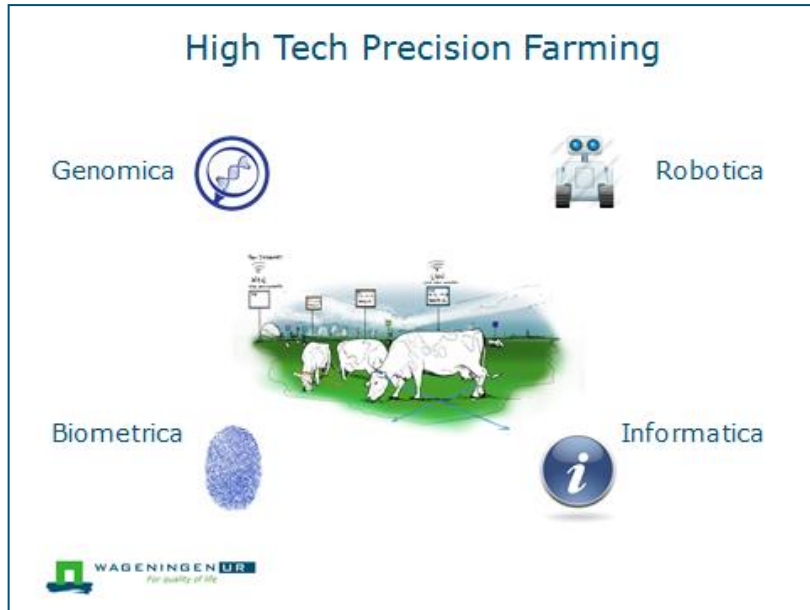 High Tech Precision Farming
Genomica
Robotica
Biometrica
Informatica
WAGENINGEN UR
For quality of life